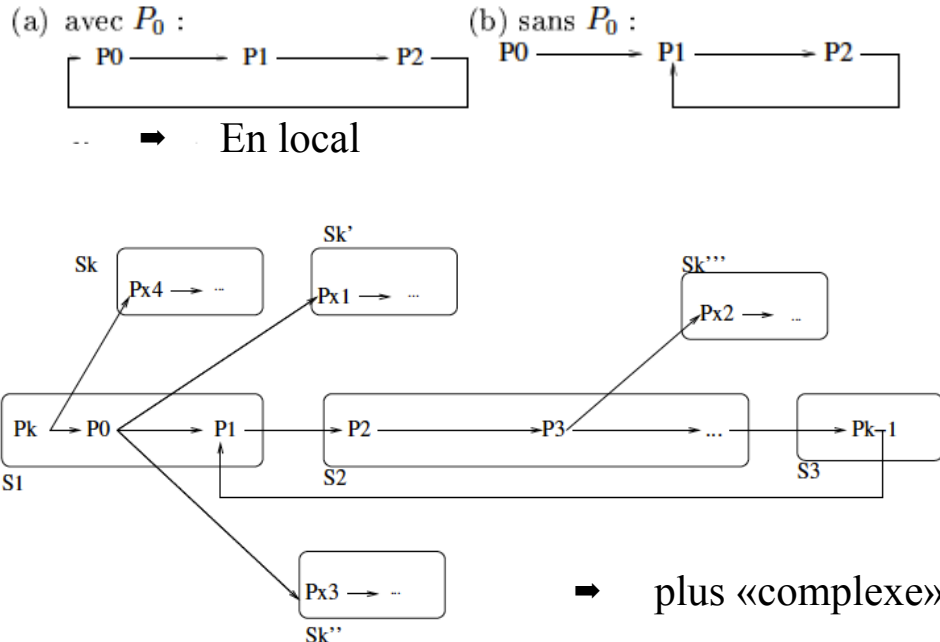 (a) avec P₀ :
(b) sans P₀ :
P0 P1 P2
P0 P1 P2
.. ➡ En local
Sk
Sk'
Sk'''
Px4 ...
Px1 ...
Px2 ...
Pk P0 P1 P2 P3 ... Pk-1
S1 S2 S3
Px3 ...
➡ plus «complexe»
Sk''